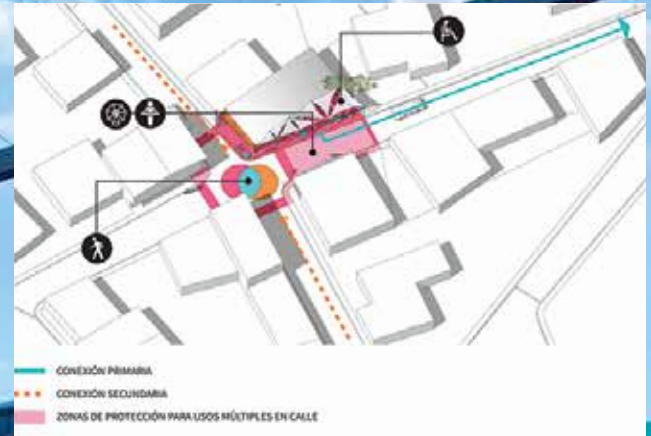 CONEXIÓN PRIMARIA
CONEXIÓN SECUNDARIA
ZONAS DE PROTECCIÓN PARA USOS MÚLTIPLES EN CALLE